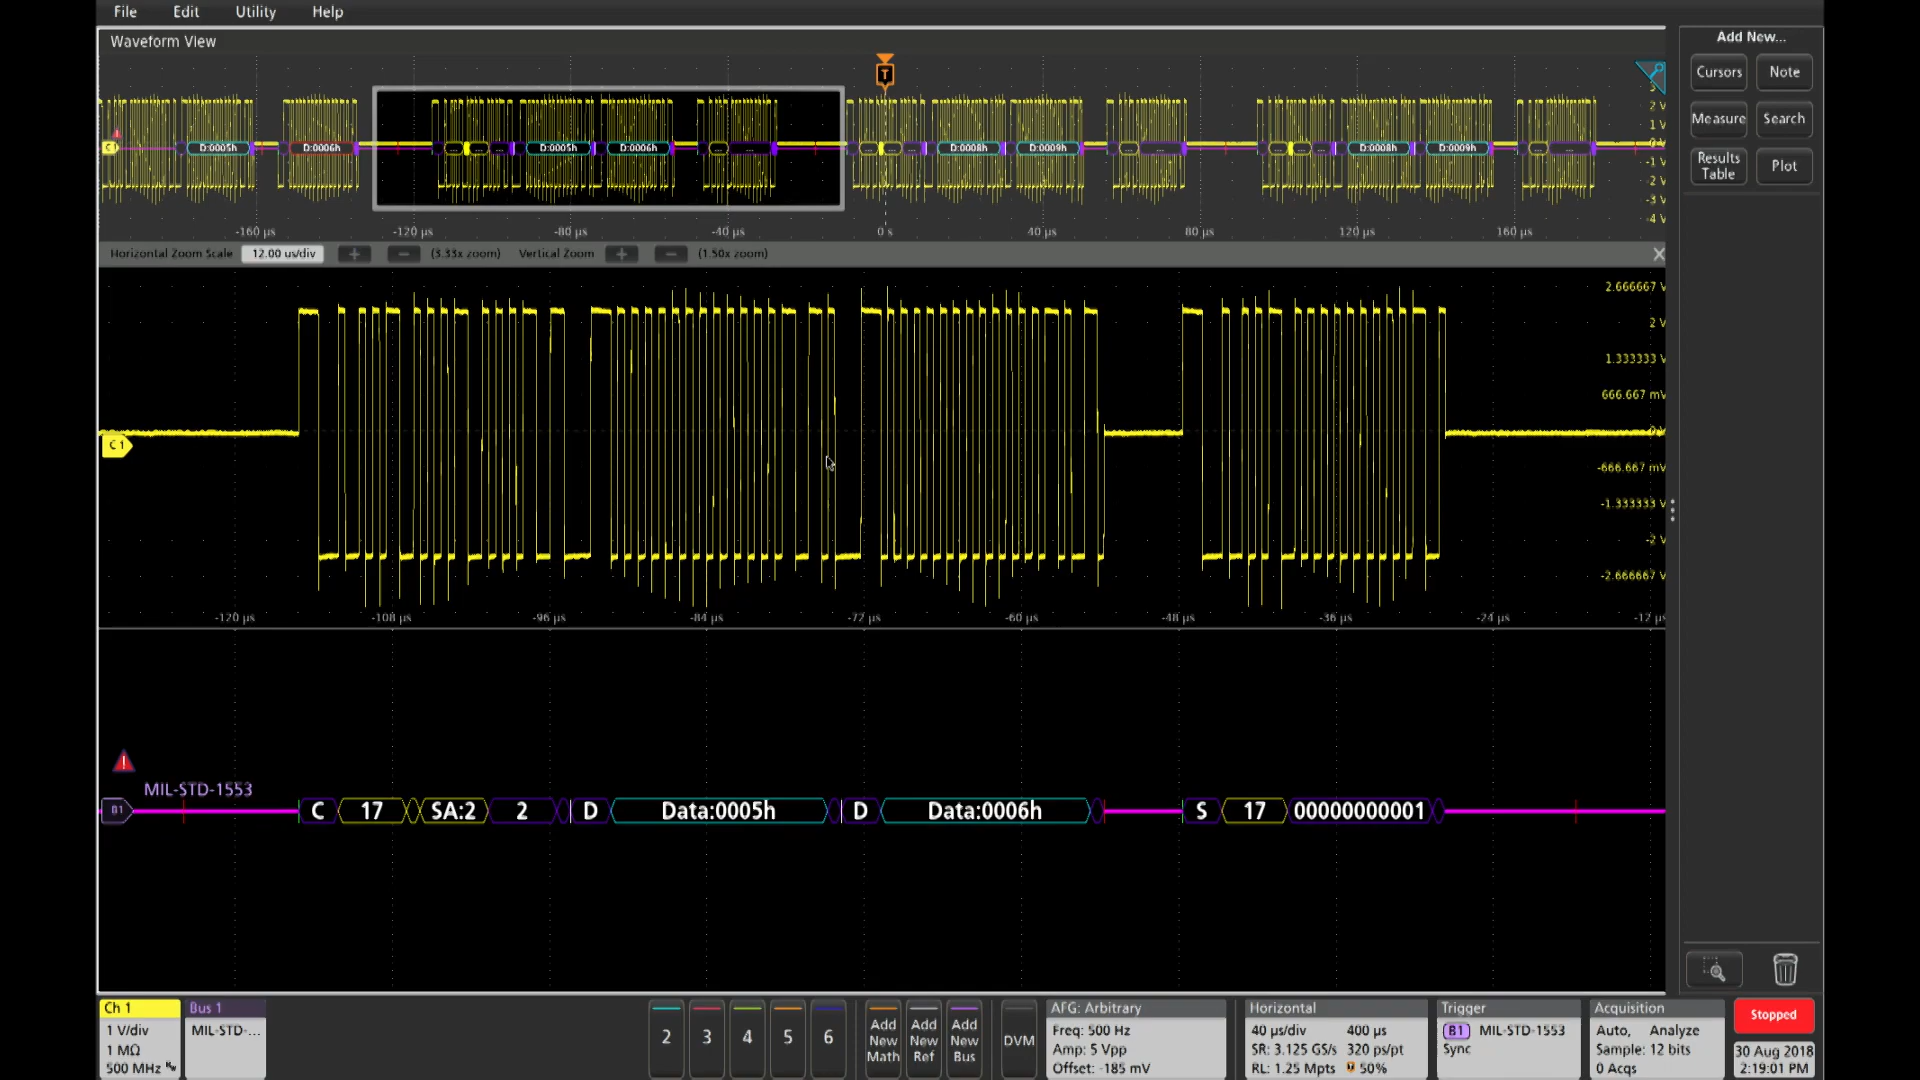 File Edit Utility Help
Waveform View
Add New...
Cursors Note
Measure Search
Results Table Plot
T
2 V
1 V
0 V
-1 V
-2 V
-3 V
-4 V
C1
D:0005h D:0006h ... ... ... D:0005h D:0006h ... ... ... ... ... D:0008h D:0009h ... ... ... ... ... D:0008h D:0009h ... ...
-160 µs -120 µs -80 µs -40 µs 0 s 40 µs 80 µs 120 µs 160 µs
Horizontal Zoom Scale 12.00 us/div + - (3.33x zoom) Vertical Zoom + - (1.50x zoom) X
2.666667 V
2 V
1.333333 V
666.667 mV
0 V
-666.667 mV
-1.333333 V
-2 V
-2.666667 V
C1
-120 µs -108 µs -96 µs -84 µs -72 µs -60 µs -48 µs -36 µs -24 µs -12 µs
!
MIL-STD-1553
B1 C 17 SA:2 2 D Data:0005h D Data:0006h S 17 00000000001
Ch 1
1 V/div
1 MΩ
500 MHz
Bus 1
MIL-STD-...
2 3 4 5 6
Add New Math
Add New Ref
Add New Bus
DVM
AFG: Arbitrary
Freq: 500 Hz
Amp: 5 Vpp
Offset: -185 mV
Horizontal
40 µs/div 400 µs
SR: 3.125 GS/s 320 ps/pt
RL: 1.25 Mpts 50%
Trigger
B1 MIL-STD-1553
Sync
Acquisition
Auto, Analyze
Sample: 12 bits
0 Acqs
Stopped
30 Aug 2018
2:19:01 PM